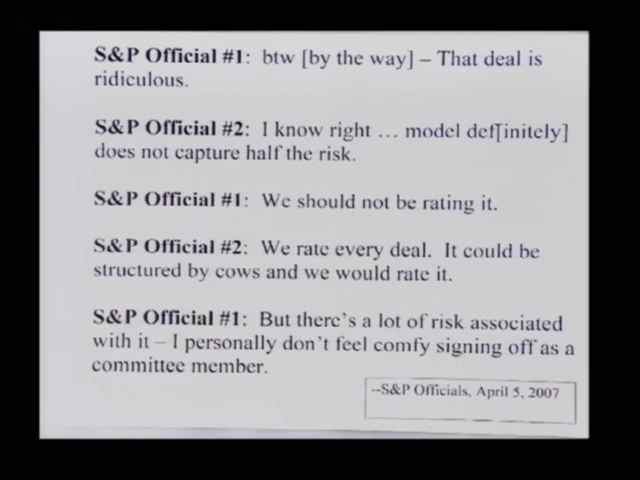 S&P Official #1: btw [by the way] – That deal is
ridiculous.
S&P Official #2: I know right … model def[initely]
does not capture half the risk.
S&P Official #1: We should not be rating it.
S&P Official #2: We rate every deal. It could be
structured by cows and we would rate it.
S&P Official #1: But there's a lot of risk associated
with it – I personally don't feel comfy signing off as a
committee member.
--S&P Officials, April 5, 2007